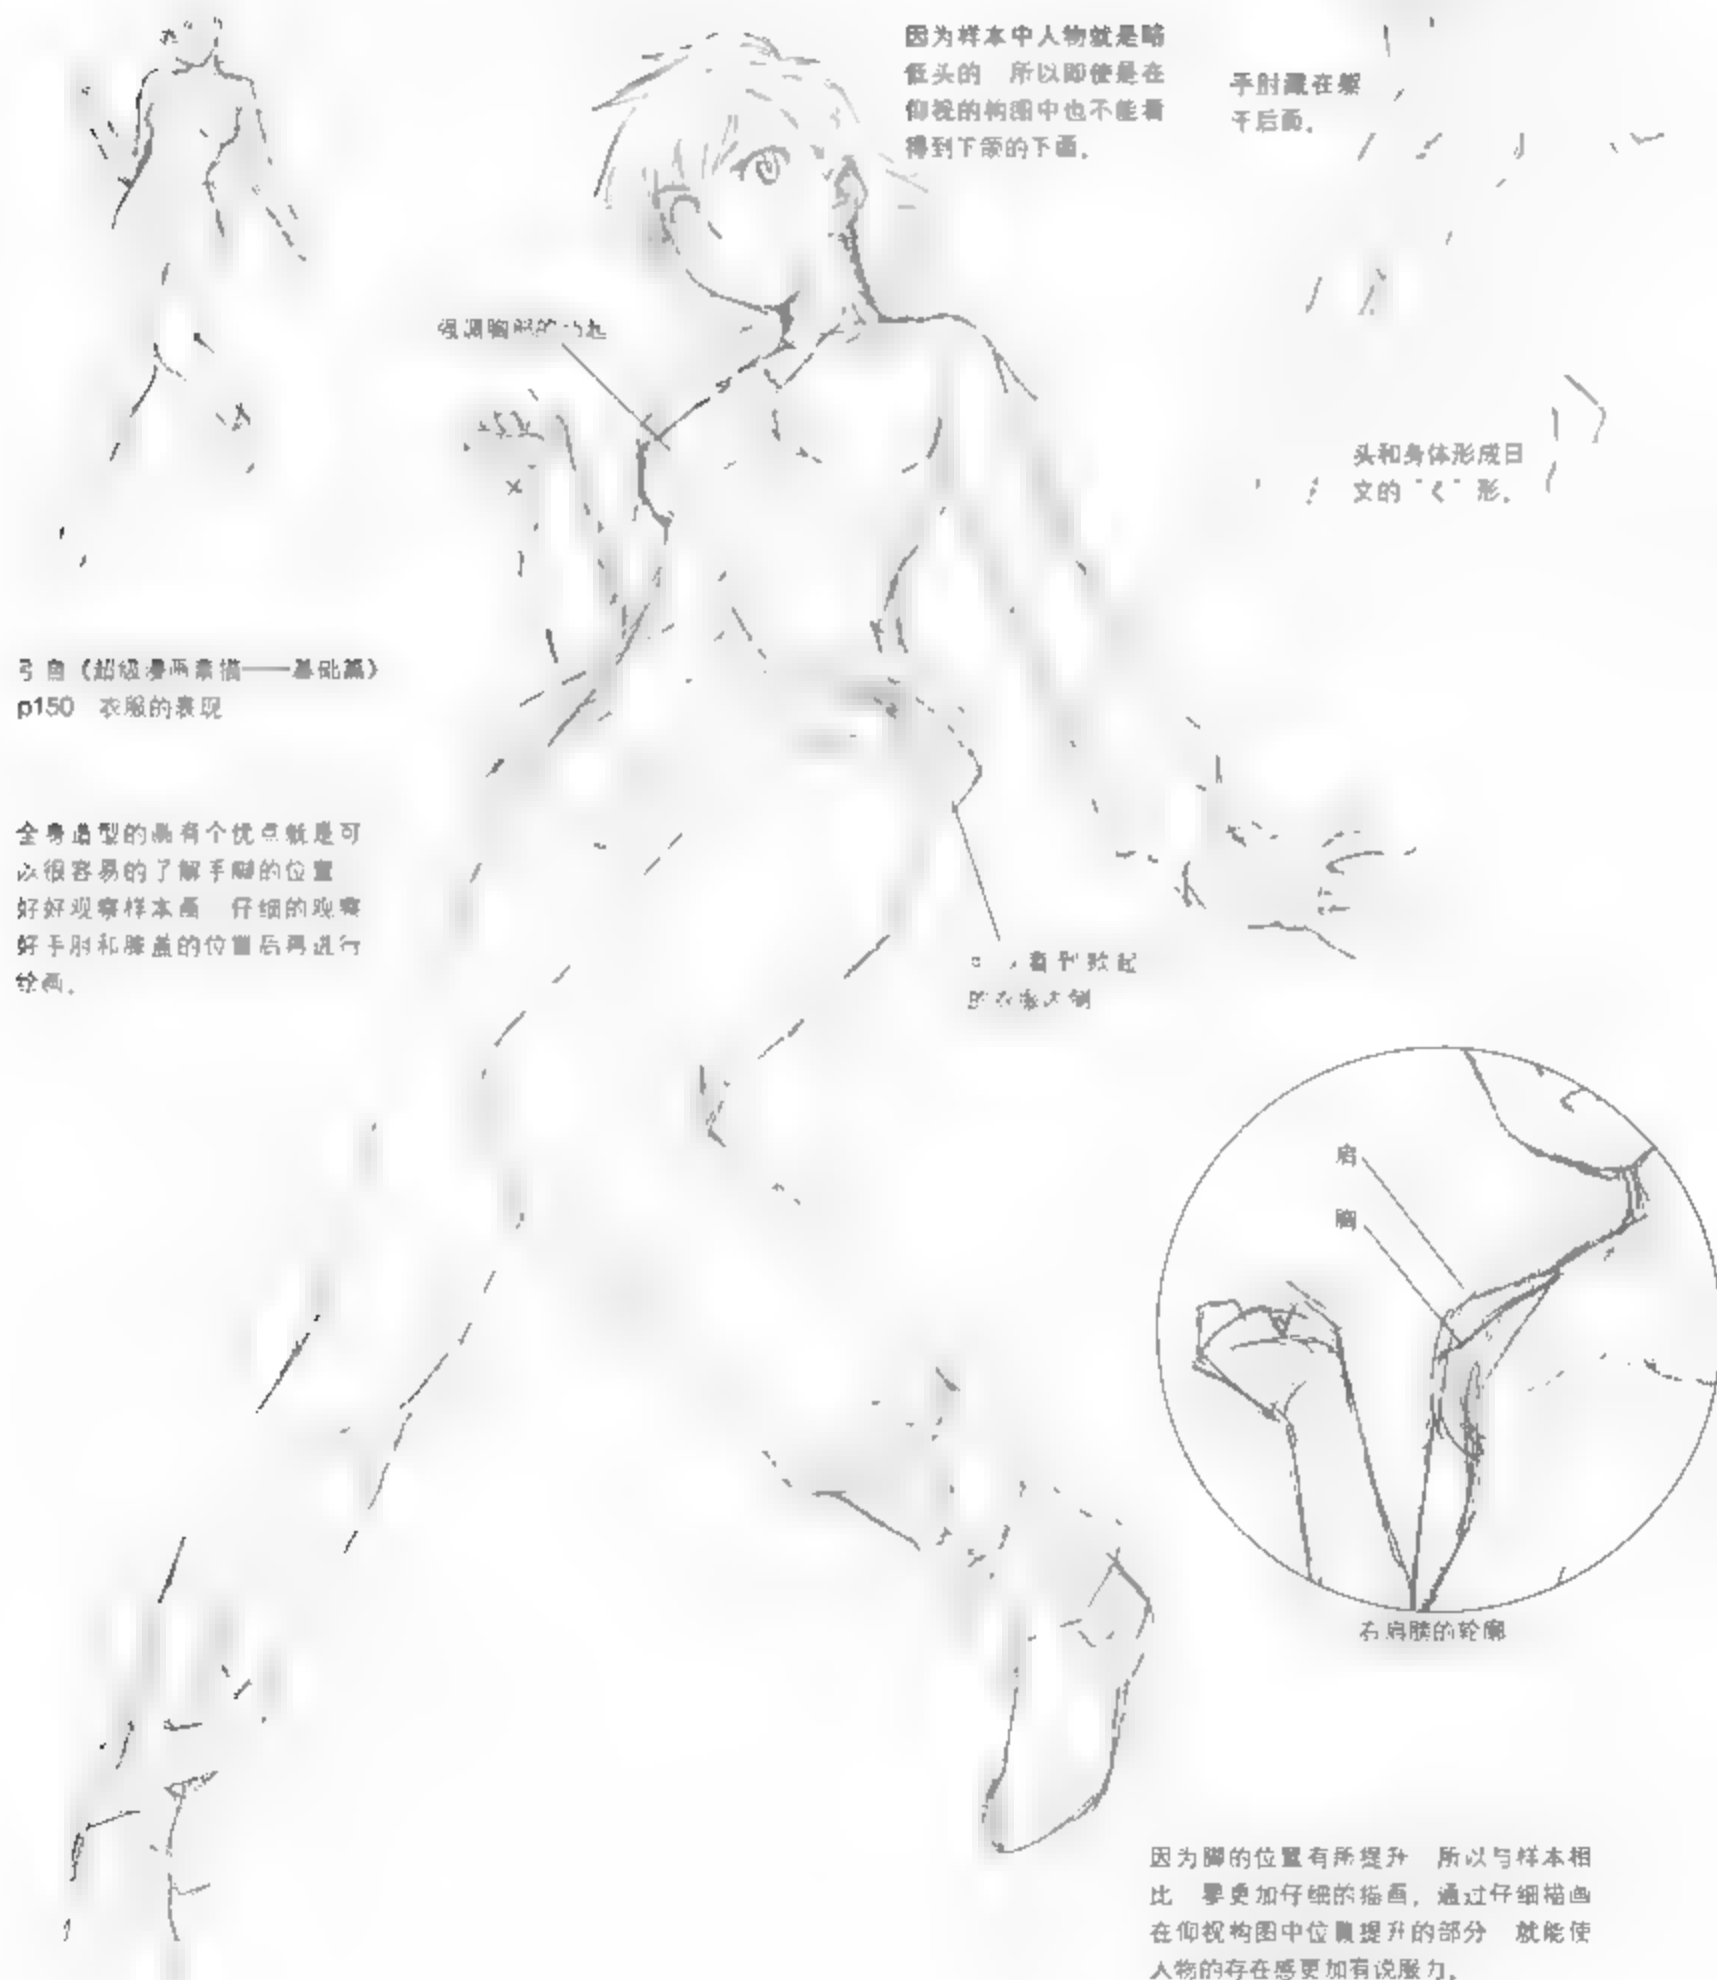 因为样本中人物就是略
低头的 所以即使是在
仰视的构图中也不能看
得到下颌的下面。
手肘藏在躯
干后面。
强调胸部的
头和身体形成日
文的“く”形。
引自《超级漫画素描——基础篇》
p150 衣服的表现
全身造型的画有个优点就是可
以很容易的了解手脚的位置
好好观察样本画 仔细的观察
好手肘和膝盖的位置后再进行
绘画。
看到
的衣服内侧
肩
胸
右肩膀的轮廓
因为脚的位置有所提升 所以与样本相
比 要更加仔细的描画，通过仔细描画
在仰视构图中位置提升的部分 就能使
人物的存在感更加有说服力。